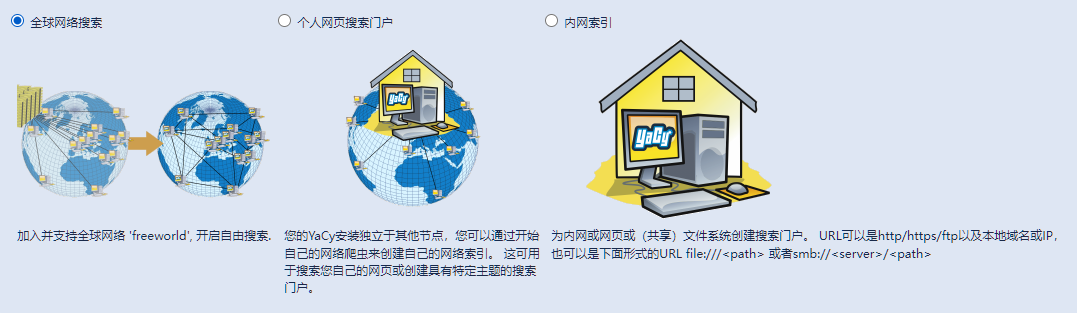 全球网络搜索
个人网页搜索门户
内网索引
YaCy
YaCy
加入并支持全球网络 'freeworld', 开启自由搜索.
您的YaCy安装独立于其他节点，您可以通过开始
自己的网络爬虫来创建自己的网络索引。 这可用
于搜索您自己的网页或创建具有特定主题的搜索
门户。
为内网或网页或（共享）文件系统创建搜索门户。 URL可以是http/https/ftp以及本地域名或IP，
也可以是下面形式的URL file:///<path> 或者smb://<server>/<path>